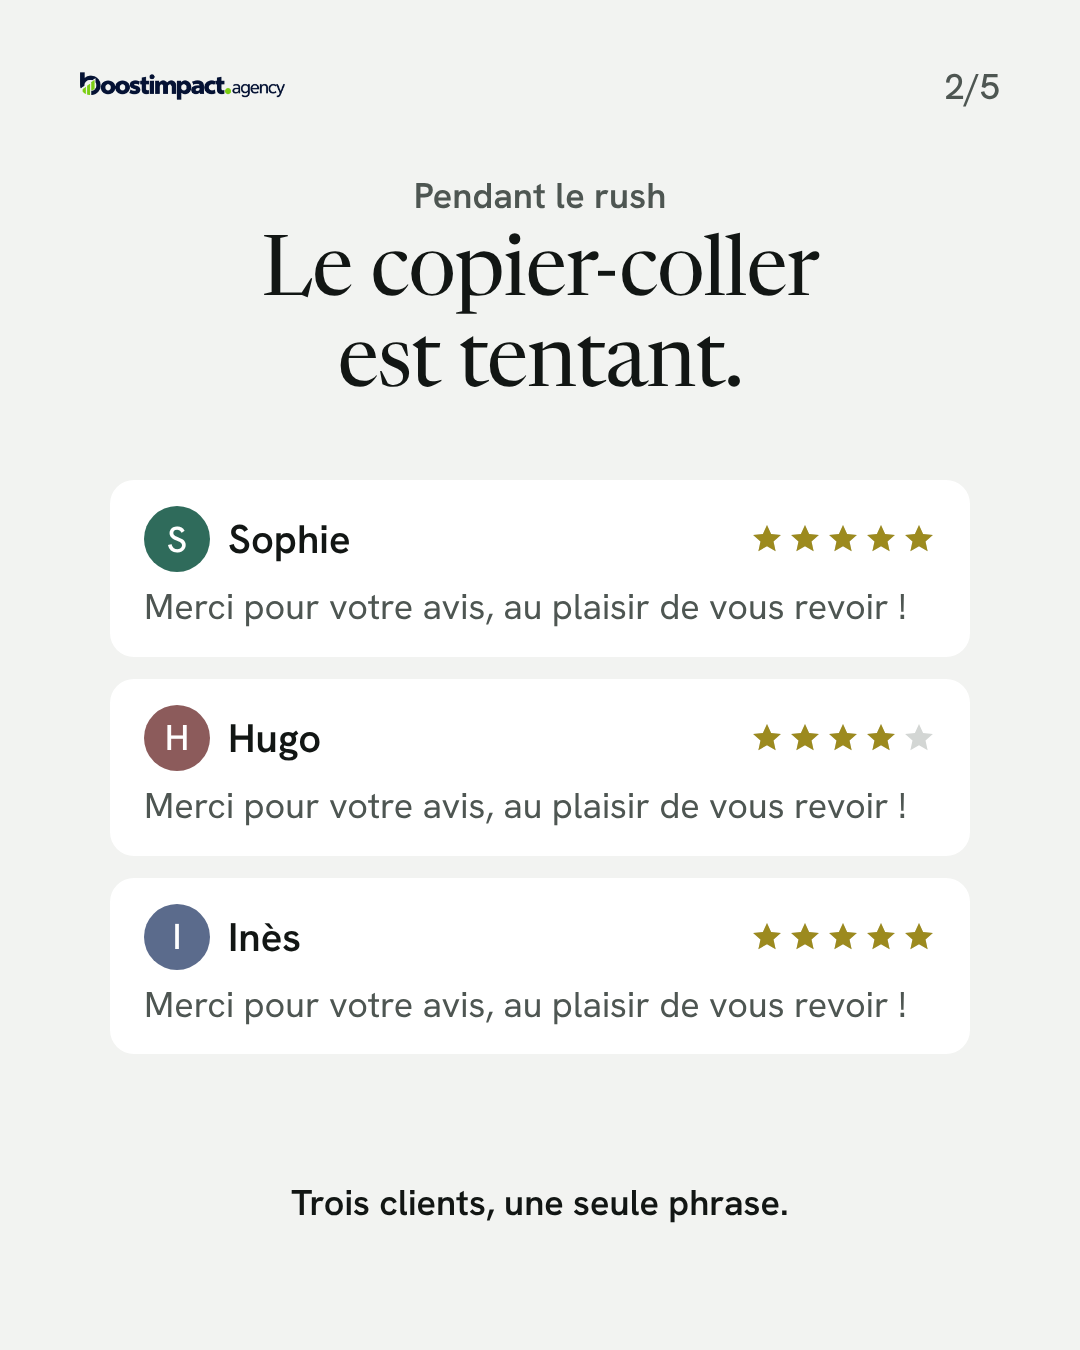 boostimpact.agency
2/5
Pendant le rush
Le copier-coller
est tentant.
S
Sophie
Merci pour votre avis, au plaisir de vous revoir !
H
Hugo
Merci pour votre avis, au plaisir de vous revoir !
I
Inès
Merci pour votre avis, au plaisir de vous revoir !
Trois clients, une seule phrase.